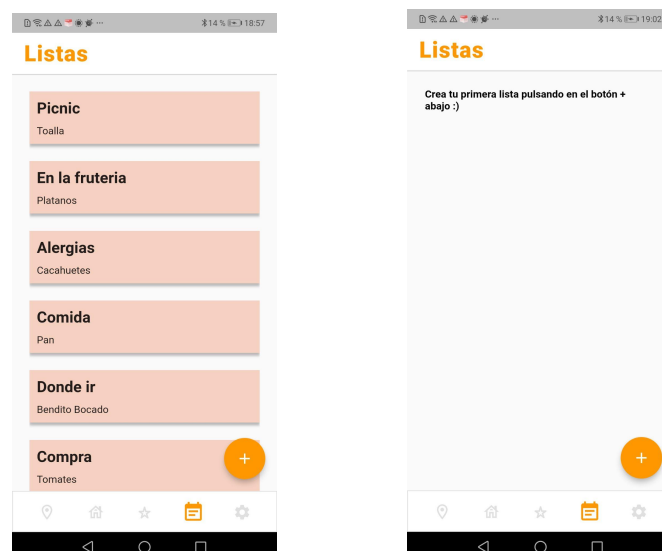 14 % 18:57
Listas
Picnic
Toalla
En la fruteria
Platanos
Alergias
Cacahuetes
Comida
Pan
Donde ir
Bendito Bocado
Compra
Tomates
+
14 % 19:02
Listas
Crea tu primera lista pulsando en el botón +
abajo :)
+